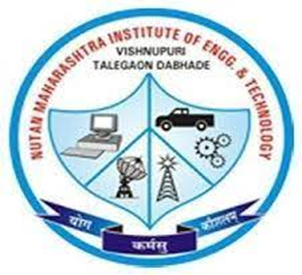 NUTAN MAHARASHTRA INSTITUTE OF ENGG. & TECHNOLOGY
VISHNUPURI
TALEGAON DABHADE
योग
कर्मसु
कौशलम्